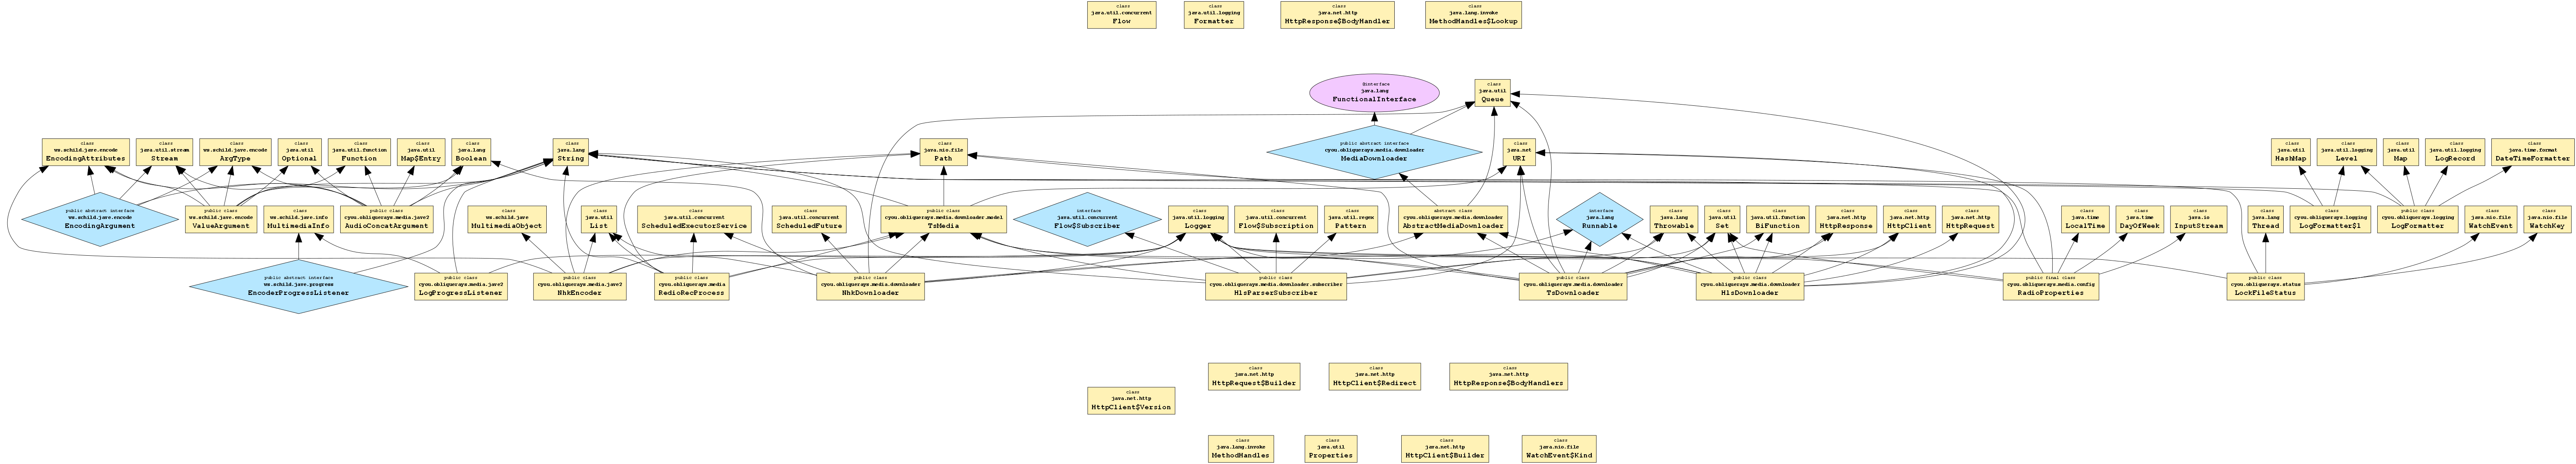 class
java.util.concurrent
Flow
class
java.util.logging
Formatter
class
java.net.http
HttpResponse$BodyHandler
class
java.lang.invoke
MethodHandles$Lookup
@interface
java.lang
FunctionalInterface
class
java.util
Queue
class
ws.schild.jave.encode
EncodingAttributes
class
java.util.stream
Stream
class
ws.schild.jave.encode
ArgType
class
java.util
Optional
class
java.util.function
Function
class
java.util
Map$Entry
class
java.lang
Boolean
class
java.lang
String
class
java.nio.file
Path
public abstract interface
cyou.obliquerays.media.downloader
MediaDownloader
class
java.net
URI
class
java.util
HashMap
class
java.util.logging
Level
class
java.util
Map
class
java.util.logging
LogRecord
class
java.time.format
DateTimeFormatter
public abstract interface
ws.schild.jave.encode
EncodingArgument
public class
ws.schild.jave.encode
ValueArgument
class
ws.schild.jave.info
MultimediaInfo
public class
cyou.obliquerays.media.jave2
AudioConcatArgument
class
ws.schild.jave
MultimediaObject
class
java.util
List
class
java.util.concurrent
ScheduledExecutorService
class
java.util.concurrent
ScheduledFuture
public class
cyou.obliquerays.media.downloader.model
TsMedia
interface
java.util.concurrent
Flow$Subscriber
class
java.util.logging
Logger
class
java.util.concurrent
Flow$Subscription
class
java.util.regex
Pattern
abstract class
cyou.obliquerays.media.downloader
AbstractMediaDownloader
interface
java.lang
Runnable
class
java.lang
Throwable
class
java.util
Set
class
java.util.function
BiFunction
class
java.net.http
HttpResponse
class
java.net.http
HttpClient
class
java.net.http
HttpRequest
class
java.time
LocalTime
class
java.time
DayOfWeek
class
java.io
InputStream
class
java.lang
Thread
class
cyou.obliquerays.logging
LogFormatter$1
public class
cyou.obliquerays.logging
LogFormatter
class
java.nio.file
WatchEvent
class
java.nio.file
WatchKey
public abstract interface
ws.schild.jave.progress
EncoderProgressListener
public class
cyou.obliquerays.media.jave2
LogProgressListener
public class
cyou.obliquerays.media.jave2
NhkEncoder
public class
cyou.obliquerays.media
RedioRecProcess
public class
cyou.obliquerays.media.downloader
NhkDownloader
public class
cyou.obliquerays.media.downloader.subscriber
HlsParserSubscriber
public class
cyou.obliquerays.media.downloader
TsDownloader
public class
cyou.obliquerays.media.downloader
HlsDownloader
public final class
cyou.obliquerays.media.config
RadioProperties
public class
cyou.obliquerays.status
LockFileStatus
class
java.net.http
HttpRequest$Builder
class
java.net.http
HttpClient$Redirect
class
java.net.http
HttpResponse$BodyHandlers
class
java.net.http
HttpClient$Version
class
java.lang.invoke
MethodHandles
class
java.util
Properties
class
java.net.http
HttpClient$Builder
class
java.nio.file
WatchEvent$Kind